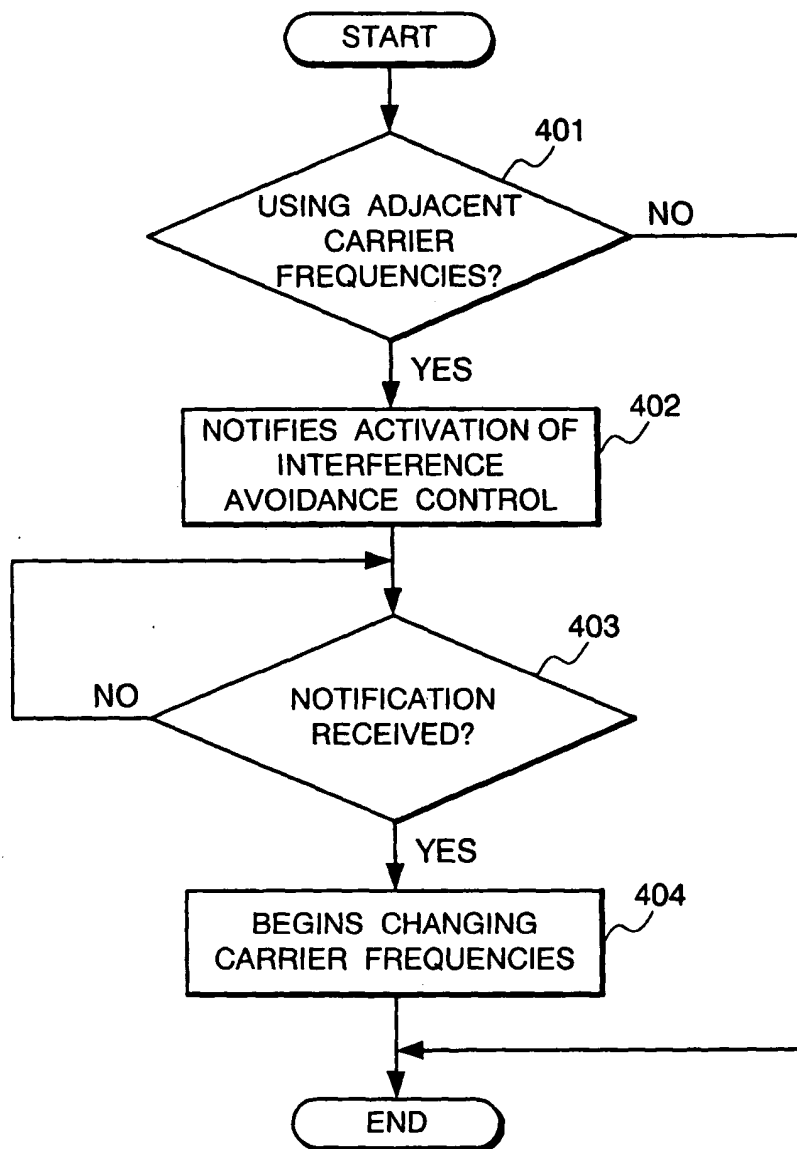 START
401
USING ADJACENT
CARRIER
FREQUENCIES?
NO
YES
402
NOTIFIES ACTIVATION OF
INTERFERENCE
AVOIDANCE CONTROL
403
NO
NOTIFICATION
RECEIVED?
YES
404
BEGINS CHANGING
CARRIER FREQUENCIES
END